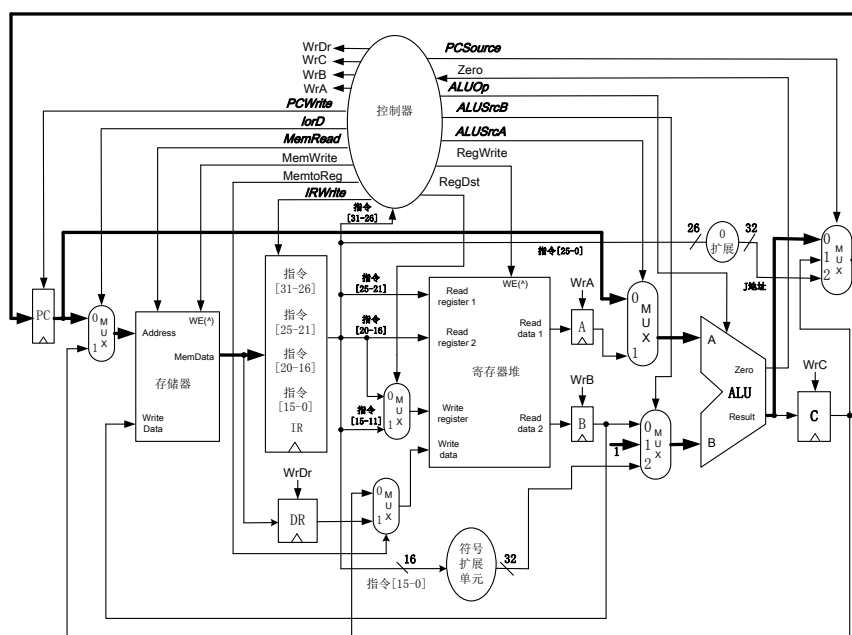 WrDr
WrC
WrB
WrA
PCWrite
IorD
MemRead
MemWrite
MemtoReg
IRWrite
控制器
PCSource
Zero
ALUOp
ALUSrcB
ALUSrcA
RegWrite
RegDst
指令
[31-26]
26
0
扩展
32
指令[25-0]
J地址
0
1
2
M
U
X
PC
0
1
M
U
X
WE(^)
Address
MemData
存储器
Write
Data
指令
[31-26]
指令
[25-21]
指令
[20-16]
指令
[15-0]
IR
指令
[25-21]
指令
[20-16]
指令
[15-11]
0
1
M
U
X
Read
register 1
WE(^)
Read
register 2
Read
data 1
寄存器堆
Write
register
Read
data 2
Write
data
WrA
A
WrB
B
0
1
M
U
X
0
1
2
M
U
X
1
A
B
Zero
ALU
Result
WrC
C
WrDr
DR
0
1
M
U
X
16
指令[15-0]
符号
扩展
单元
32